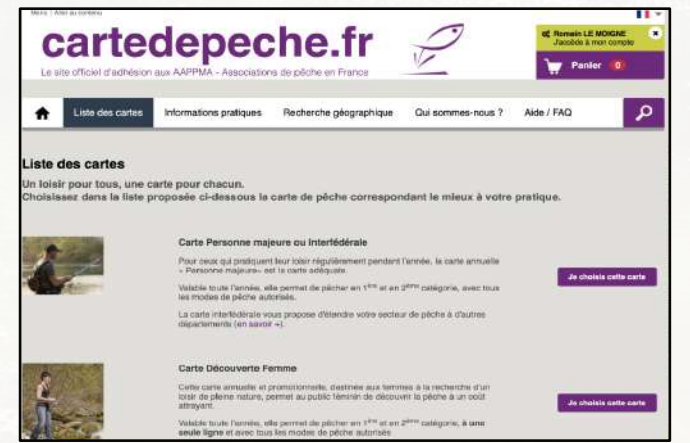 Menu | Aller au contenu
cartedepeche.fr
Le site officiel d'adhésion aux AAPPMA - Associations de pêche en France
Romain LE MOIGNE
J'accède à mon compte
Panier 0
Liste des cartes
Informations pratiques
Recherche géographique
Qui sommes-nous ?
Aide / FAQ
Liste des cartes
Un loisir pour tous, une carte pour chacun.
Choisissez dans la liste proposée ci-dessous la carte de pêche correspondant le mieux à votre pratique.
Carte Personne majeure ou Interfédérale
Pour ceux qui pratiquent leur loisir régulièrement pendant l'année, la carte annuelle
« Personne majeure» est la carte adéquate.
Valable toute l'année, elle permet de pêcher en 1ère et en 2ème catégorie, avec tous
les modes de pêche autorisés.
La carte interfédérale vous propose d'étendre votre secteur de pêche à d'autres
départements (en savoir +).
Je choisis cette carte
Carte Découverte Femme
Cette carte annuelle et promotionnelle, destinée aux femmes à la recherche d'un
loisir de pleine nature, permet au public féminin de découvrir la pêche à un coût
attrayant.
Valable toute l'année, elle permet de pêcher en 1ère et en 2ème catégorie, à une
seule ligne et avec tous les modes de pêche autorisés
Je choisis cette carte